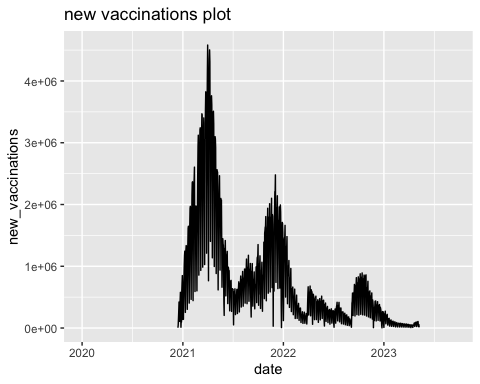 new vaccinations plot
4e+06
3e+06
2e+06
1e+06
0e+00
new_vaccinations
2020 2021 2022 2023
date